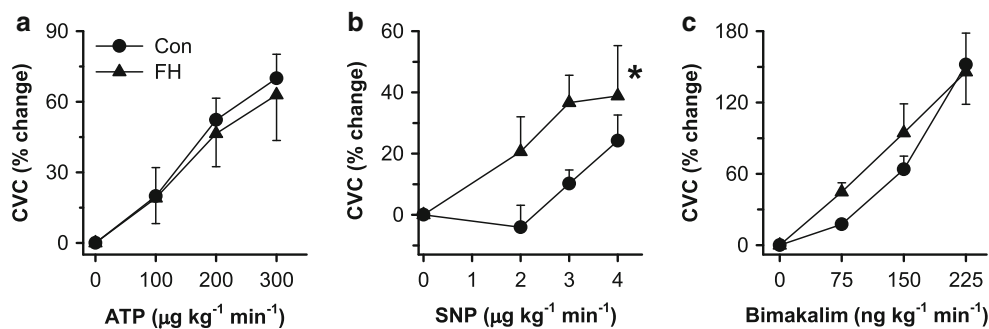 a
90
60
30
0
CVC (% change)
Con
FH
0 100 200 300
ATP (µg kg⁻¹ min⁻¹)
b
60
40
20
0
CVC (% change)
*
0 1 2 3 4
SNP (µg kg⁻¹ min⁻¹)
c
180
120
60
0
CVC (% change)
0 75 150 225
Bimakalim (ng kg⁻¹ min⁻¹)